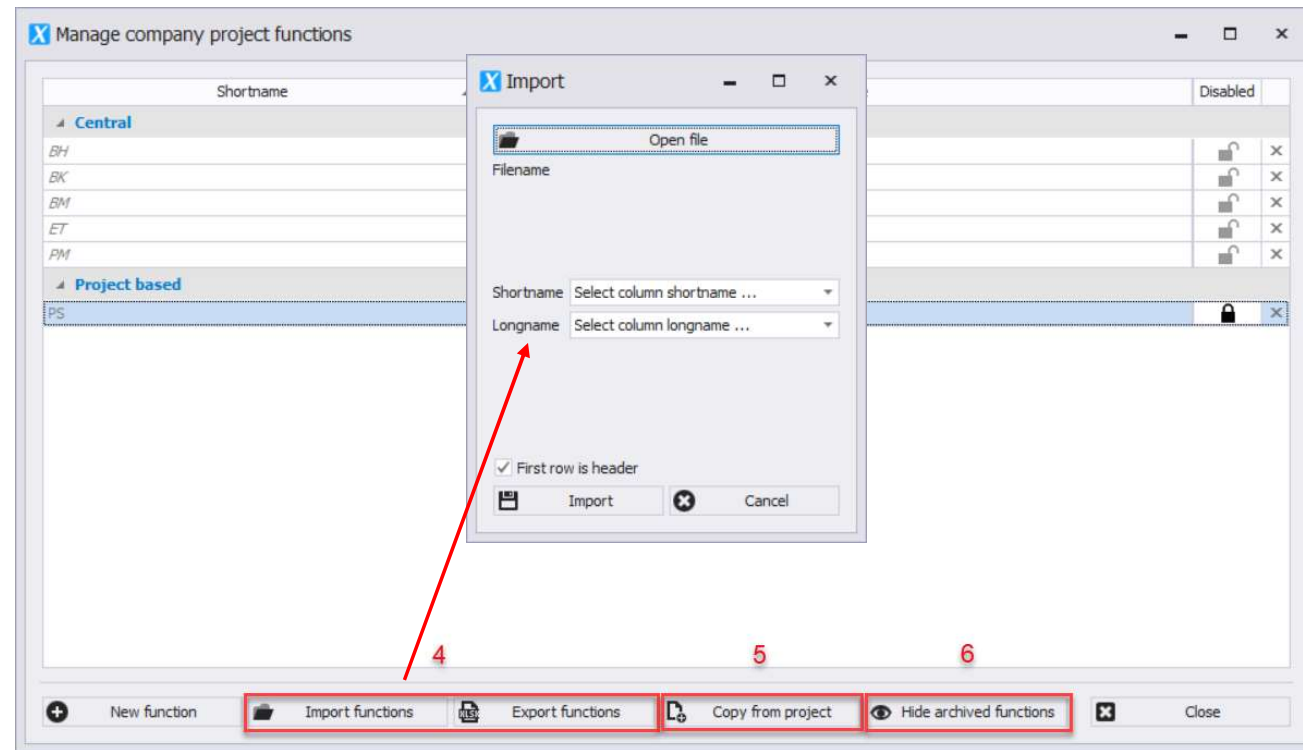 Manage company project functions
Shortname
Disabled
Central
BH
BK
BM
ET
PM
Project based
PS
Import
Open file
Filename
Shortname Select column shortname ...
Longname Select column longname ...
First row is header
Import Cancel
4 5 6
New function Import functions XLSX Export functions Copy from project Hide archived functions Close